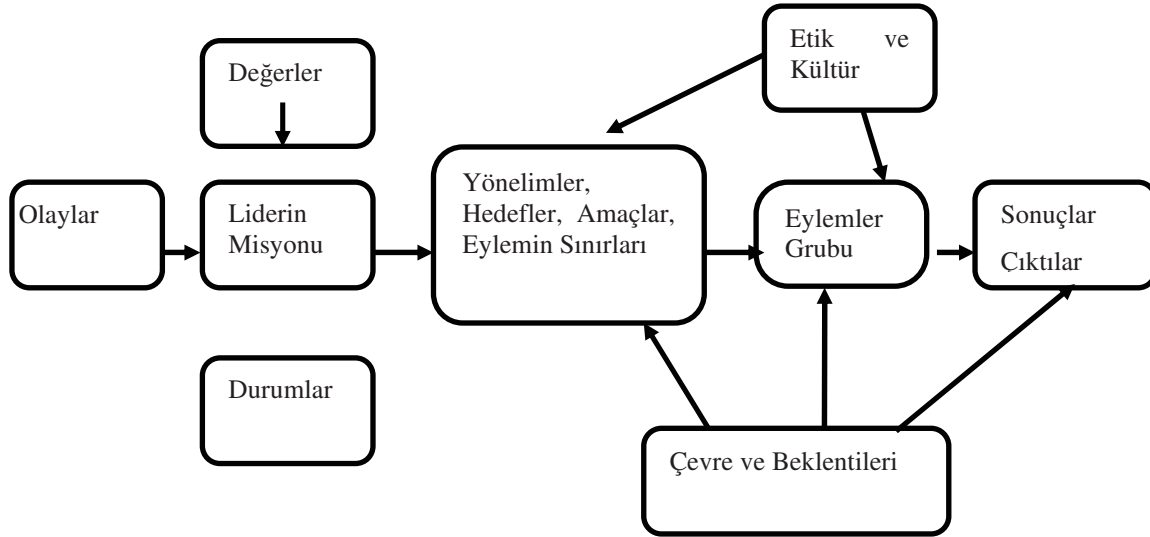 Değerler
Etik ve
Kültür
Olaylar
Liderin
Misyonu
Yönelimler,
Hedefler, Amaçlar,
Eylemin Sınırları
Eylemler
Grubu
Sonuçlar
Çıktılar
Durumlar
Çevre ve Beklentileri